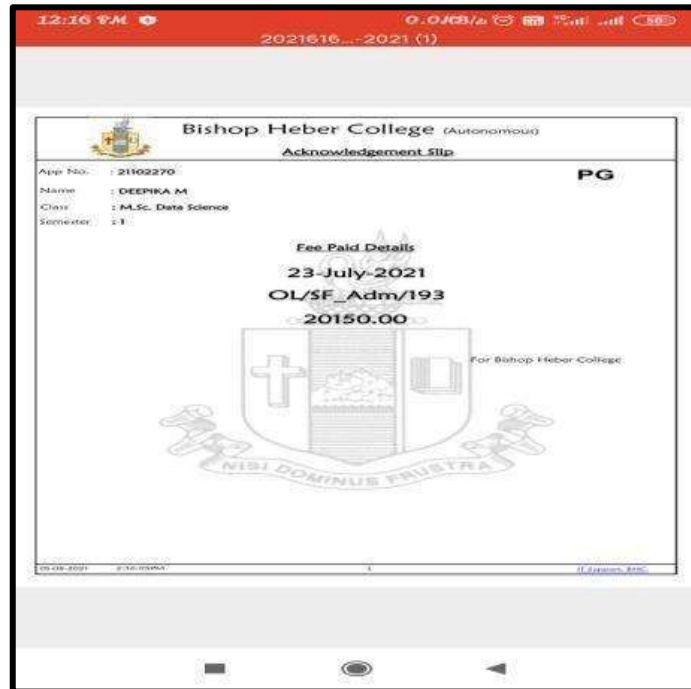 12:16 PM
2021616...-2021 (1)
Bishop Heber College (Autonomous)
Acknowledgement Slip
App No. : 21102270
PG
Name : DEEPIKA M
Class : M.Sc. Data Science
Semester : 1
Fee Paid Details
23-July-2021
OL/SF_Adm/193
20150.00
For Bishop Heber College
NISI DOMINUS FRUSTRA
1